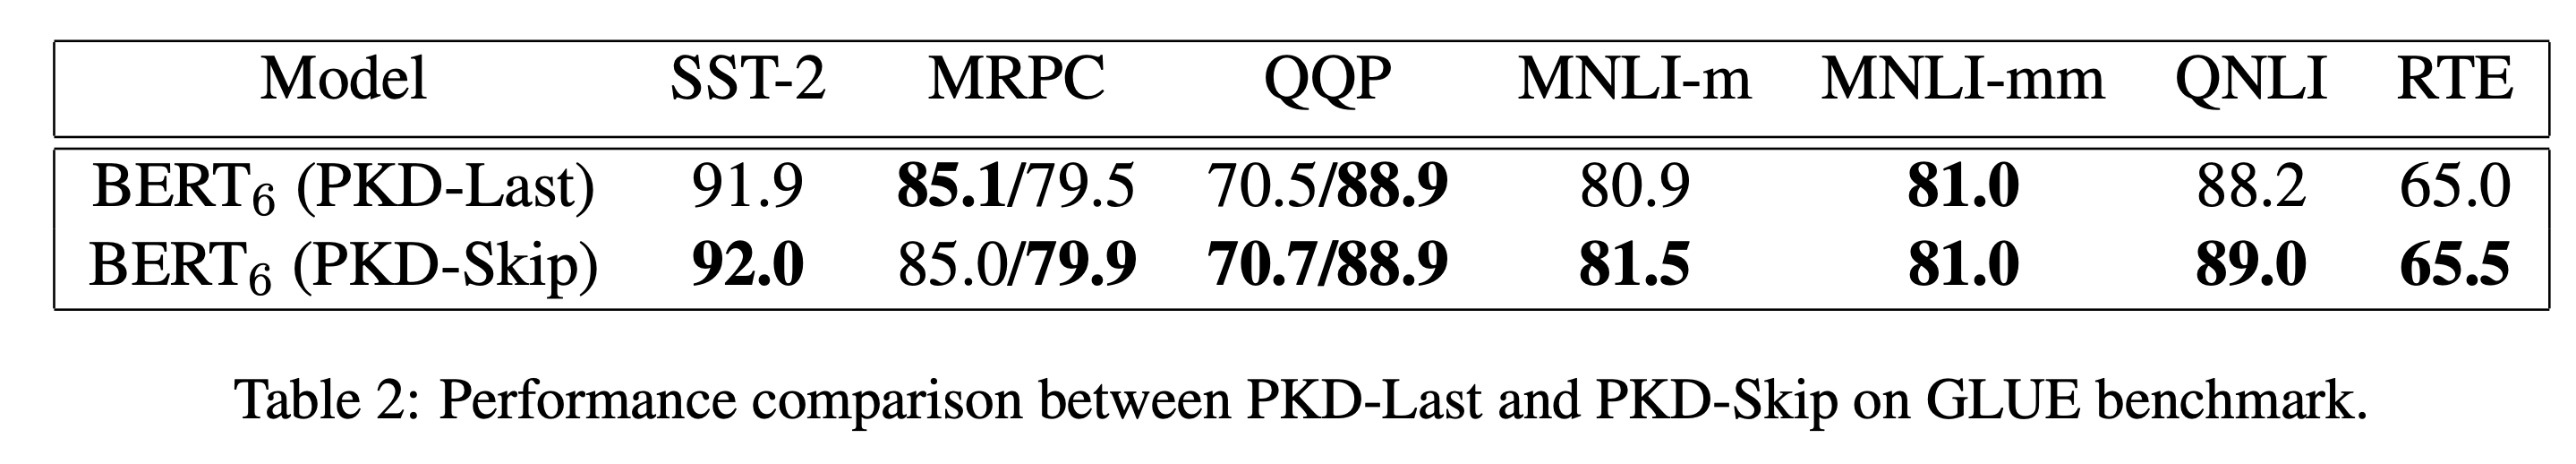 Model SST-2 MRPC QQP MNLI-m MNLI-mm QNLI RTE
BERT₆ (PKD-Last) 91.9 85.1/79.5 70.5/88.9 80.9 81.0 88.2 65.0
BERT₆ (PKD-Skip) 92.0 85.0/79.9 70.7/88.9 81.5 81.0 89.0 65.5
Table 2: Performance comparison between PKD-Last and PKD-Skip on GLUE benchmark.